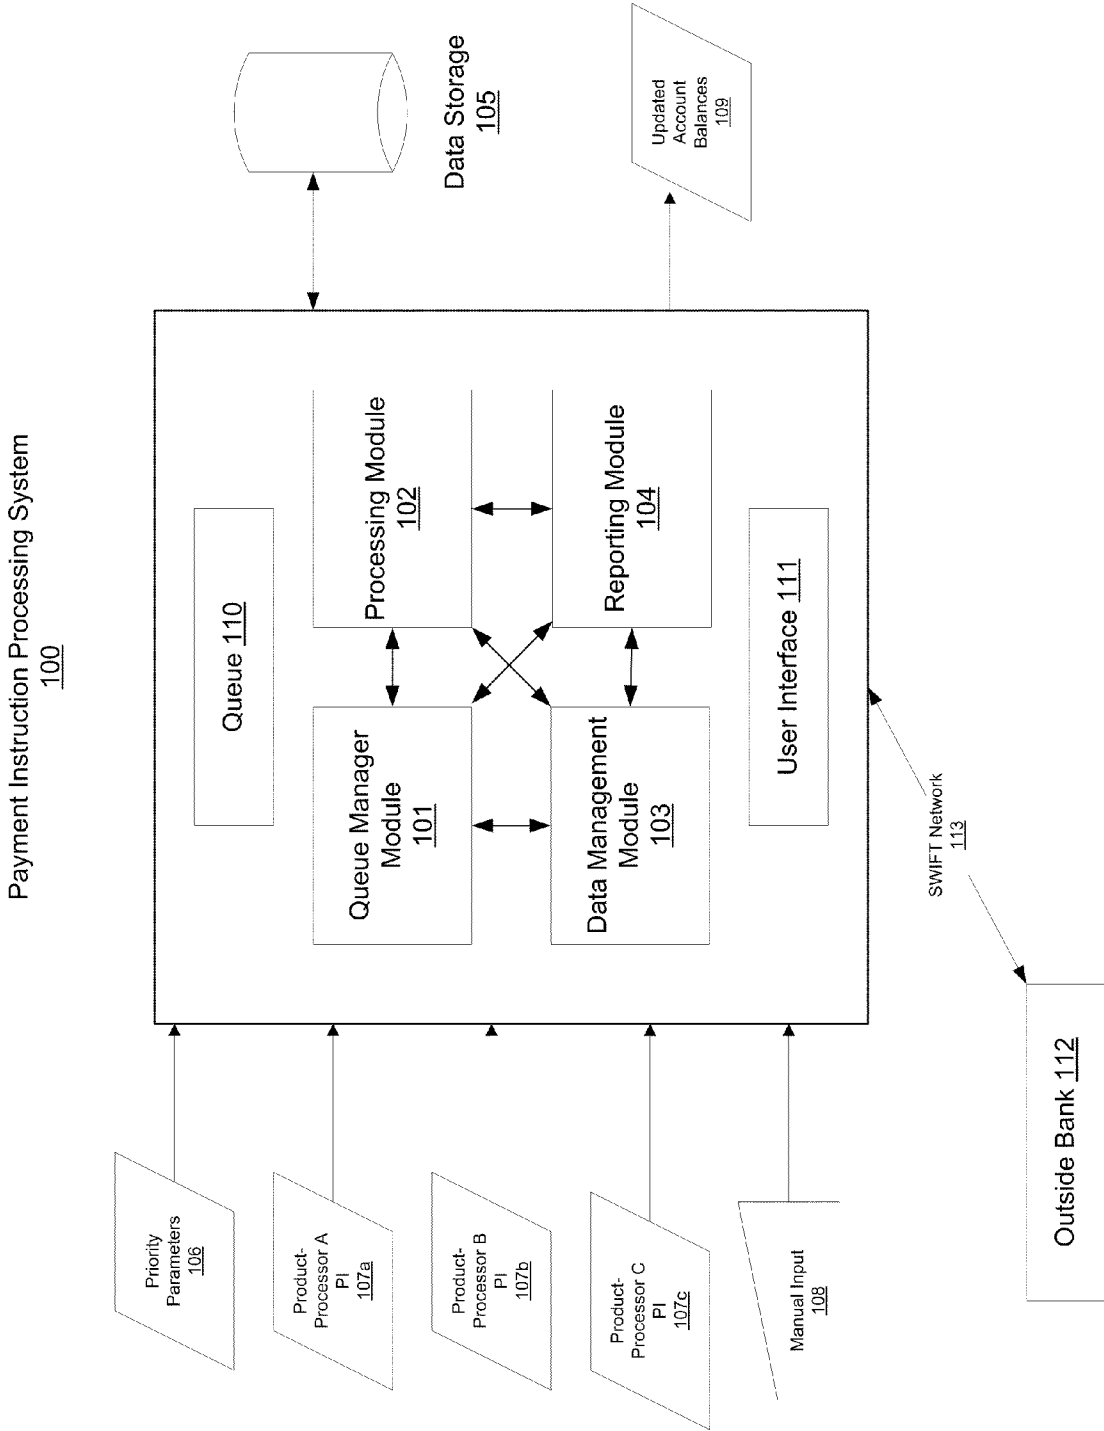 Payment Instruction Processing System
100
Priority
Parameters
106
Product-
Processor A
PI
107a
Product-
Processor B
PI
107b
Product-
Processor C
PI
107c
Manual Input
108
Queue 110
Queue Manager
Module
101
Processing Module
102
Data Management
Module
103
Reporting Module
104
User Interface 111
Data Storage
105
Updated
Account
Balances
109
SWIFT Network
113
Outside Bank 112